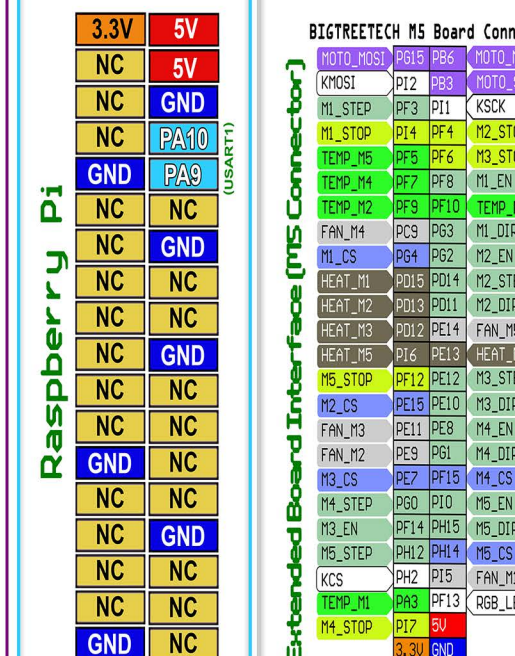 Raspberry Pi
3.3V 5V
NC 5V
NC GND
NC PA10
GND PA9
(USART1)
NC NC
NC GND
NC NC
NC NC
NC GND
NC NC
NC NC
GND NC
NC NC
NC GND
NC NC
NC NC
GND NC
BIGTREETECH M5 Board Conn
Extended Board Interface (M5 Connector)
MOTO_MOSI PG15 PB6 MOTO_M
KMOSI PI2 PB3 MOTO_S
M1_STEP PF3 PI1 KSCK
M1_STOP PI4 PF4 M2_STO
TEMP_M5 PF5 PF6 M3_STO
TEMP_M4 PF7 PF8 M1_EN
TEMP_M2 PF9 PF10 TEMP_M
FAN_M4 PC9 PG3 M1_DIR
M1_CS PG4 PG2 M2_EN
HEAT_M1 PD15 PD14 M2_STE
HEAT_M2 PD13 PD11 M2_DIR
HEAT_M3 PD12 PE14 FAN_M5
HEAT_M5 PI6 PE13 HEAT_
M5_STOP PF12 PE12 M3_STE
M2_CS PE15 PE10 M3_DIR
FAN_M3 PE11 PE8 M4_EN
FAN_M2 PE9 PG1 M4_DIR
M3_CS PE7 PF15 M4_CS
M4_STEP PG0 PI0 M5_EN
M3_EN PF14 PH15 M5_DIR
M5_STEP PH12 PH14 M5_CS
KCS PH2 PI5 FAN_M1
TEMP_M1 PA3 PF13 RGB_LE
M4_STOP PI7 5V
3.3V GND